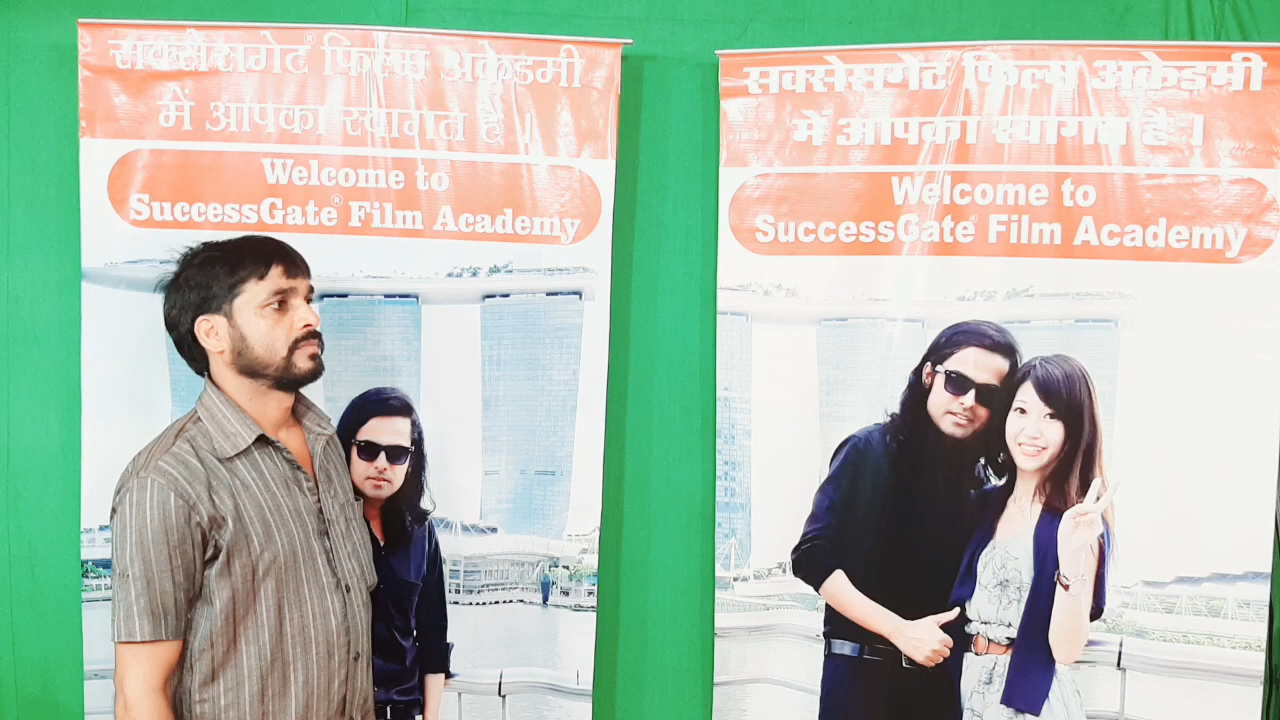 सक्सेसगेट® फिल्म अकेडमी
में आपका स्वागत है ।
Welcome to
SuccessGate® Film Academy
सक्सेसगेट फिल्म अकेडमी
में आपका स्वागत है ।
Welcome to
SuccessGate® Film Academy